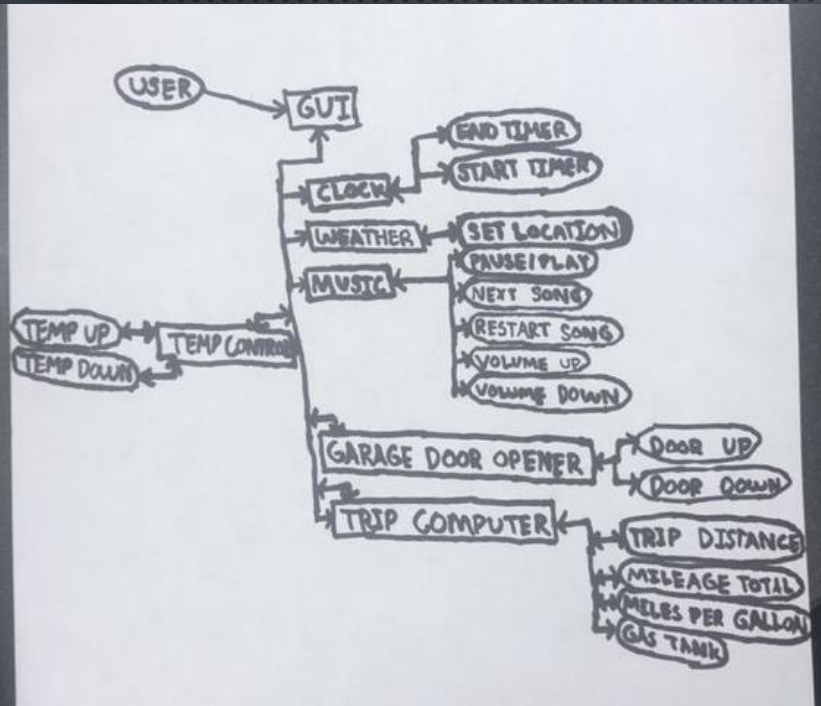 USER
GUI
END TIMER
START TIMER
CLOCK
WEATHER
SET LOCATION
MUSIC
PAUSE/PLAY
NEXT SONG
RESTART SONG
VOLUME UP
VOLUME DOWN
TEMP UP
TEMP DOWN
TEMP CONTROL
GARAGE DOOR OPENER
DOOR UP
DOOR DOWN
TRIP COMPUTER
TRIP DISTANCE
MILEAGE TOTAL
MILES PER GALLON
GAS TANK